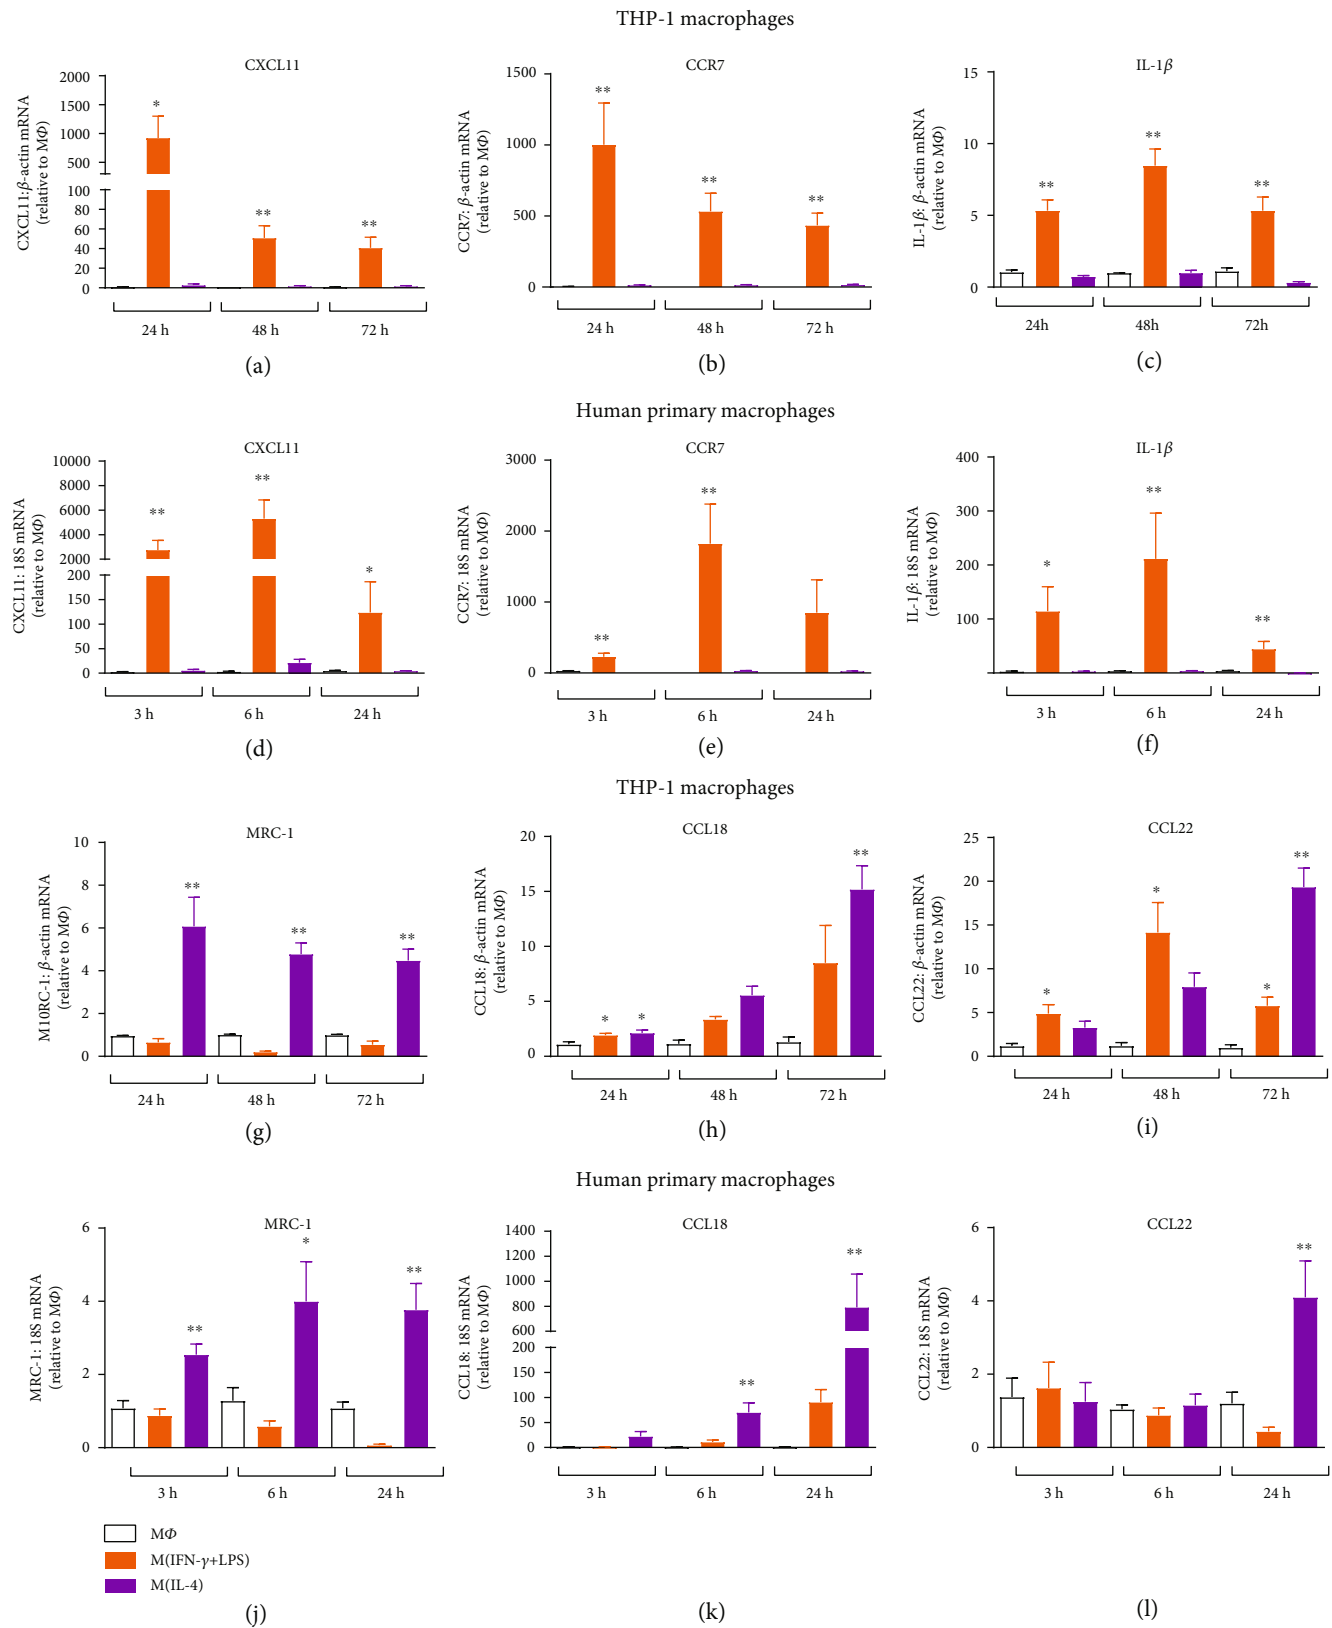 THP-1 macrophages
CXCL11
CXCL11:β-actin mRNA
(relative to MΦ)
2000
1500
1000
500
100
80
60
40
20
0
*
**
**
24 h
48 h
72 h
(a)
CCR7
CCR7: β-actin mRNA
(relative to MΦ)
1500
1000
500
0
**
**
**
24 h
48 h
72 h
(b)
IL-1β
IL-1β: β-actin mRNA
(relative to MΦ)
15
10
5
0
**
**
**
24h
48h
72h
(c)
Human primary macrophages
CXCL11
CXCL11: 18S mRNA
(relative to MΦ)
10000
8000
6000
4000
2000
200
150
100
50
0
**
**
*
3 h
6 h
24 h
(d)
CCR7
CCR7: 18S mRNA
(relative to MΦ)
3000
2000
1000
0
**
**
3 h
6 h
24 h
(e)
IL-1β
IL-1β: 18S mRNA
(relative to MΦ)
400
300
200
100
*
**
**
3 h
6 h
24 h
(f)
THP-1 macrophages
MRC-1
M10RC-1: β-actin mRNA
(relative to MΦ)
10
8
6
4
2
0
**
**
**
24 h
48 h
72 h
(g)
CCL18
CCL18: β-actin mRNA
(relative to MΦ)
20
15
10
5
0
*
*
**
24 h
48 h
72 h
(h)
CCL22
CCL22: β-actin mRNA
(relative to MΦ)
25
20
15
10
5
0
*
*
*
**
24 h
48 h
72 h
(i)
Human primary macrophages
MRC-1
MRC-1: 18S mRNA
(relative to MΦ)
6
4
2
0
**
*
**
3 h
6 h
24 h
(j)
CCL18
CCL18: 18S mRNA
(relative to MΦ)
1400
1200
1000
800
600
200
150
100
50
0
**
**
3 h
6 h
24 h
(k)
CCL22
CCL22: 18S mRNA
(relative to MΦ)
6
4
2
0
**
3 h
6 h
24 h
(l)
MΦ
M(IFN-γ+LPS)
M(IL-4)